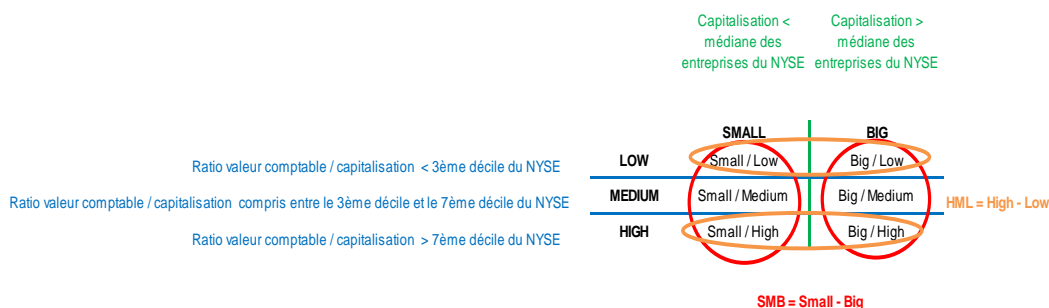 Capitalisation < Capitalisation >
médiane des médiane des
entreprises du NYSE entreprises du NYSE
SMALL BIG
Ratio valeur comptable / capitalisation < 3ème décile du NYSE LOW Small / Low Big / Low
Ratio valeur comptable / capitalisation compris entre le 3ème décile et le 7ème décile du NYSE MEDIUM Small / Medium Big / Medium HML = High - Low
Ratio valeur comptable / capitalisation > 7ème décile du NYSE HIGH Small / High Big / High
SMB = Small - Big